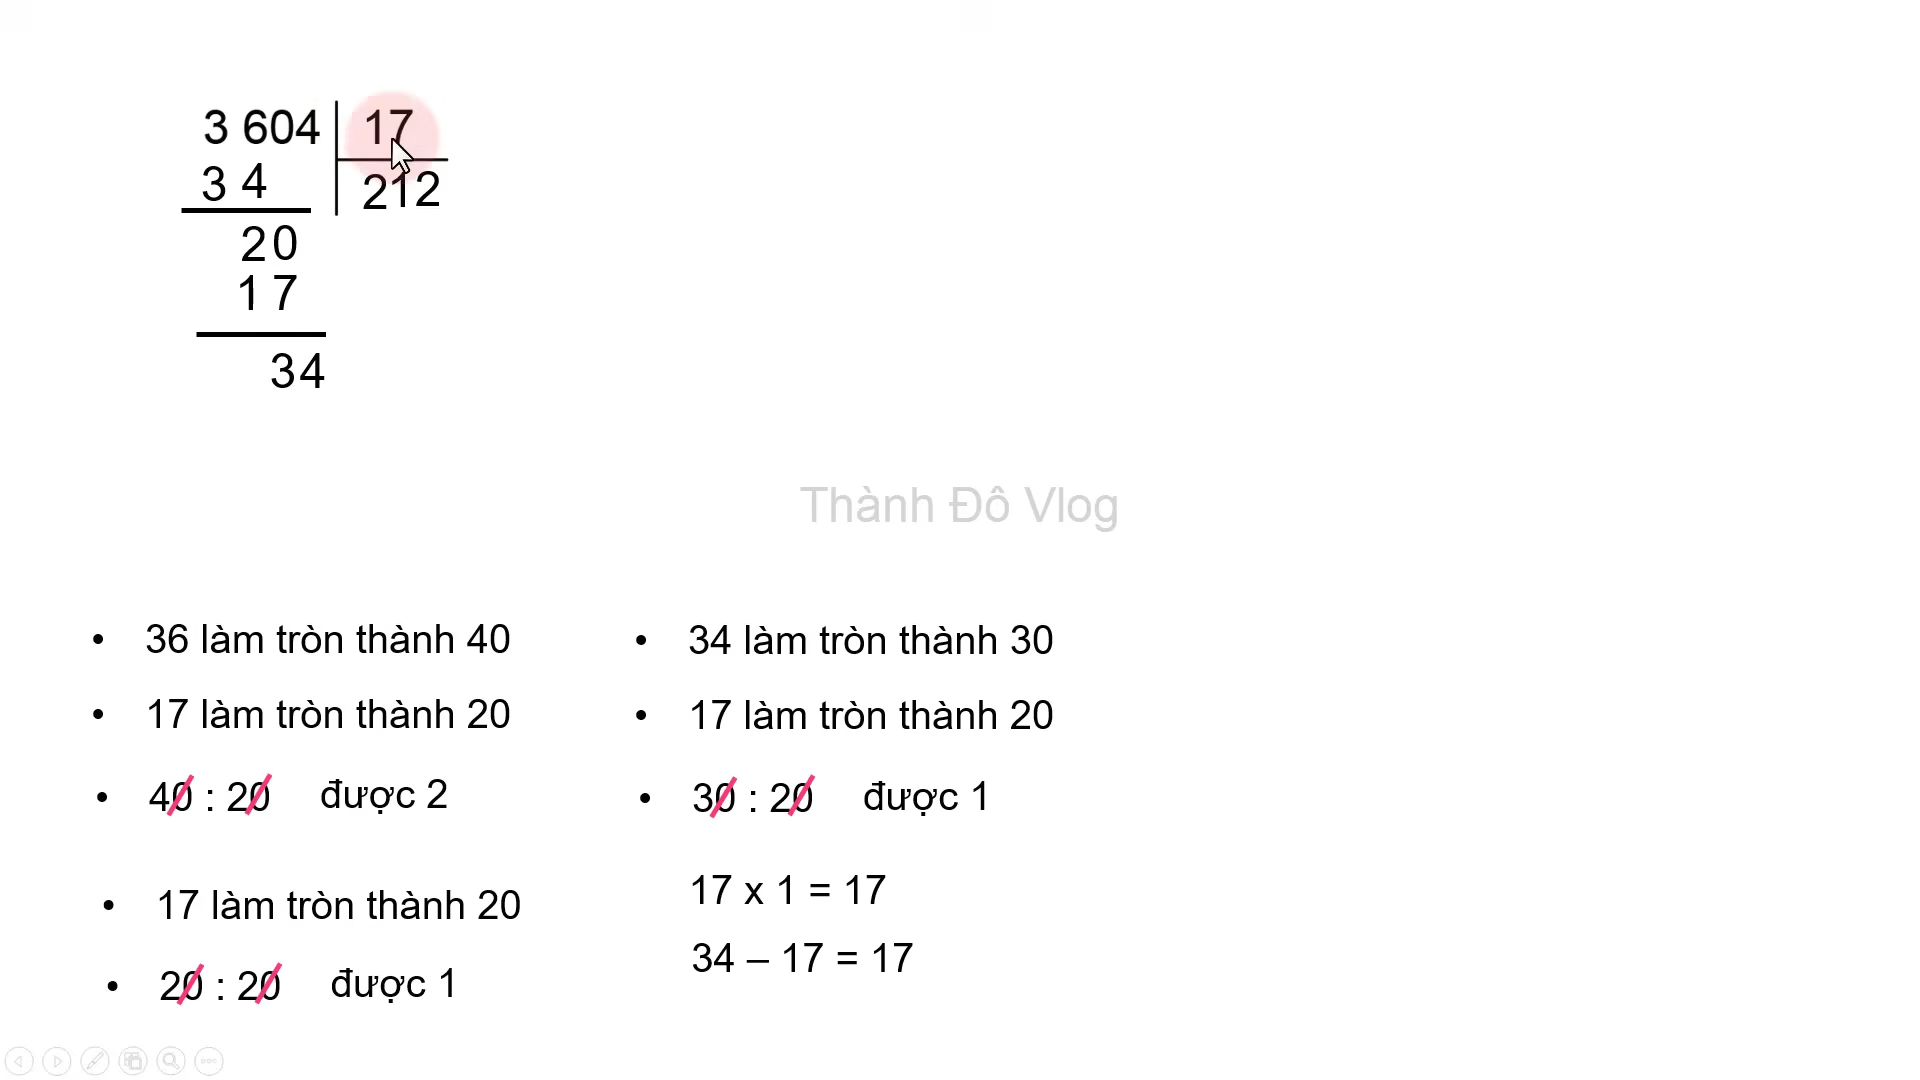 3 604 17
3 4 212
20
1 7
34
Thành Đô Vlog
• 36 làm tròn thành 40
• 17 làm tròn thành 20
• 40 : 20 được 2
• 17 làm tròn thành 20
• 20 : 20 được 1
• 34 làm tròn thành 30
• 17 làm tròn thành 20
• 30 : 20 được 1
17 x 1 = 17
34 – 17 = 17